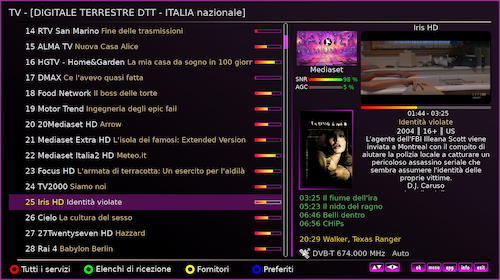 TV - [DIGITALE TERRESTRE DTT - ITALIA nazionale]
14 RTV San Marino Fine delle trasmissioni
15 ALMA TV Nuova Casa Alice
16 HGTV - Home&Garden La mia casa da sogno in 100 giorr
17 DMAX Ce l'avevo quasi fatta
18 Food Network Il boss delle torte
19 Motor Trend Ingegneria degli epic fail
20 20Mediaset HD Arrow
21 Mediaset Extra HD L'isola dei famosi: Extended Version
22 Mediaset Italia2 HD Meteo.it
23 Focus HD L'armata di terracotta: Un esercito per l'aldilà
24 TV2000 Siamo noi
25 Iris HD Identità violate
26 Cielo La cultura del sesso
27 27Twentyseven HD Hazzard
28 Rai 4 Babylon Berlin
Iris HD
Mediaset
SNR 98 %
AGC 5 %
01:44 - 03:25
Identità violate
2004 ‖ 16+ ‖ US
L'agente dell'FBI Illeana Scott viene
inviata a Montreal con il compito di
aiutare la polizia locale a catturare un
pericoloso assassino seriale che
sembra assumere l'identità delle
proprie vittime.
D.J. Caruso
03:25 Il fiume dell'ira
05:23 Il nido del ragno
06:46 Belli dentro
06:56 CHiPs
20:29 Walker, Texas Ranger
DVB-T 674.000 MHz Auto
Tutti i servizi
Elenchi di ricezione
Fornitori
Preferiti
ok menu epg info exit